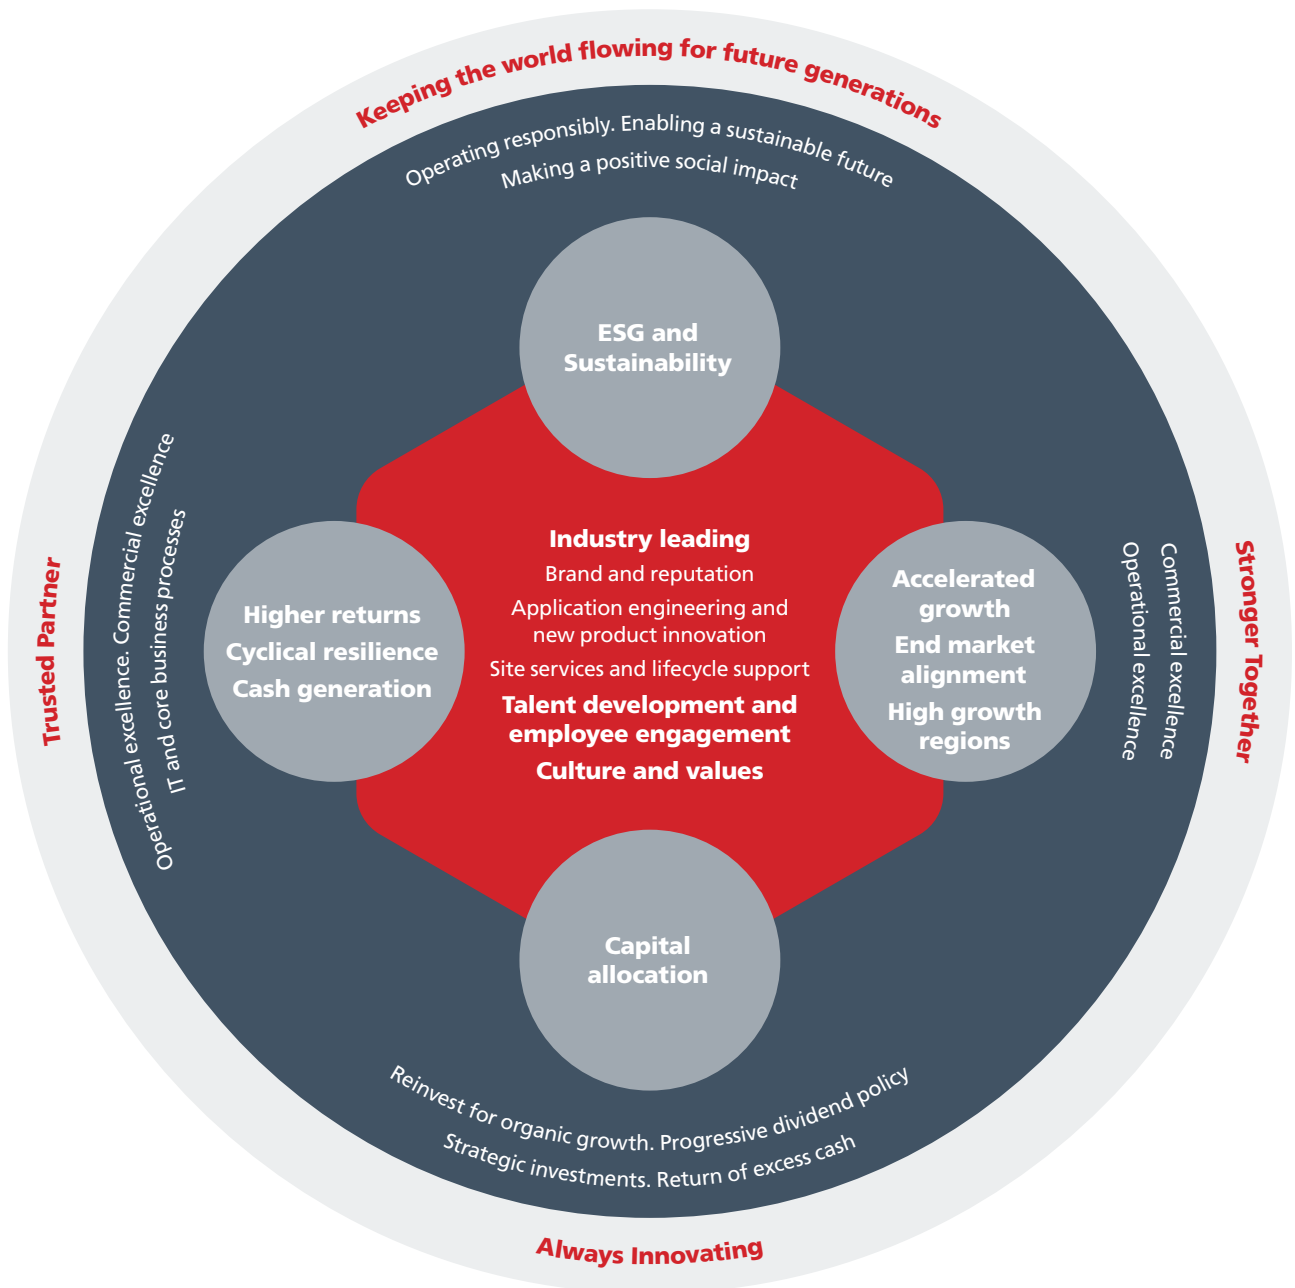 Keeping the world flowing for future generations
Operating responsibly. Enabling a sustainable future
Making a positive social impact
ESG and
Sustainability
Trusted Partner
Operational excellence. Commercial excellence
IT and core business processes
Higher returns
Cyclical resilience
Cash generation
Industry leading
Brand and reputation
Application engineering and
new product innovation
Site services and lifecycle support
Talent development and
employee engagement
Culture and values
Accelerated
growth
End market
alignment
High growth
regions
Commercial excellence
Operational excellence
Stronger Together
Capital
allocation
Reinvest for organic growth. Progressive dividend policy
Strategic investments. Return of excess cash
Always Innovating